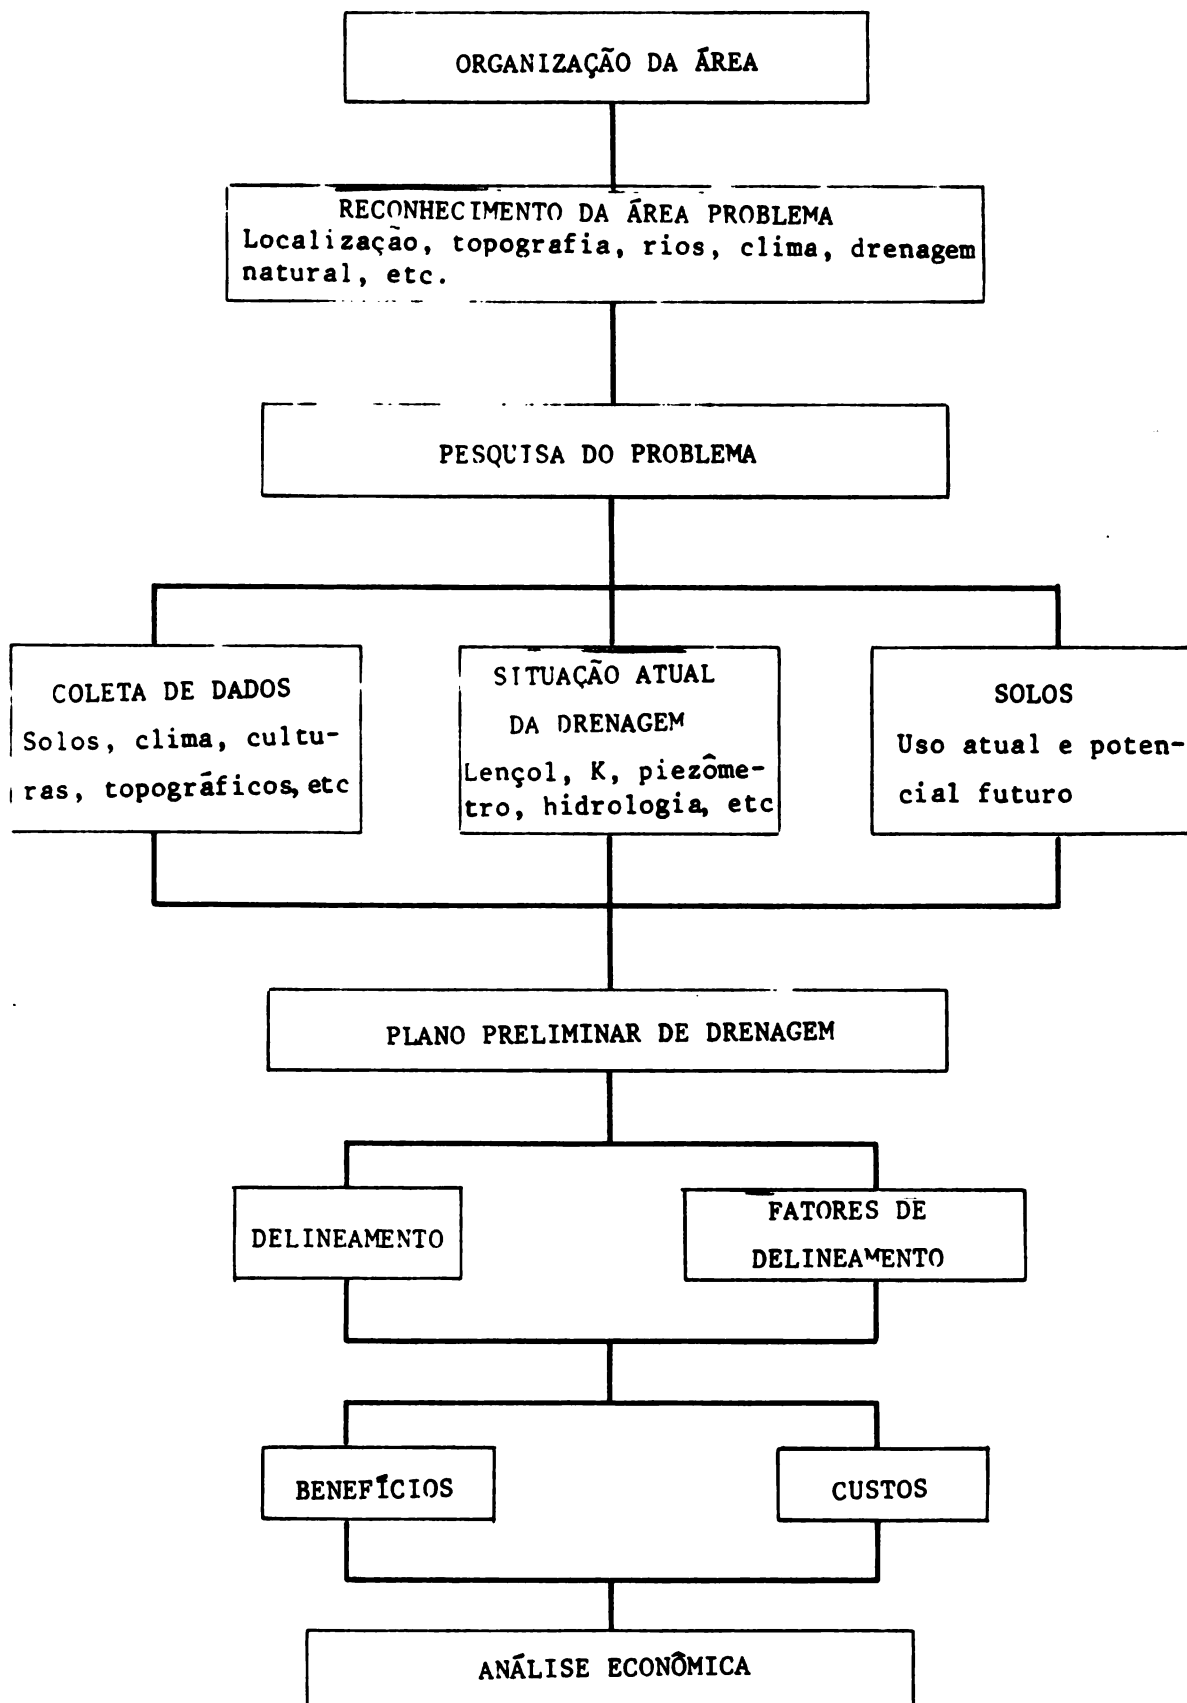 ORGANIZAÇÃO DA ÁREA
RECONHECIMENTO DA ÁREA PROBLEMA
Localização, topografia, rios, clima, drenagem
natural, etc.
PESQUISA DO PROBLEMA
COLETA DE DADOS
Solos, clima, cultu-
ras, topográficos, etc
SITUAÇÃO ATUAL
DA DRENAGEM
Lençol, K, piezôme-
tro, hidrologia, etc
SOLOS
Uso atual e poten-
cial futuro
PLANO PRELIMINAR DE DRENAGEM
DELINEAMENTO
FATORES DE
DELINEAMENTO
BENEFÍCIOS
CUSTOS
ANÁLISE ECONÔMICA